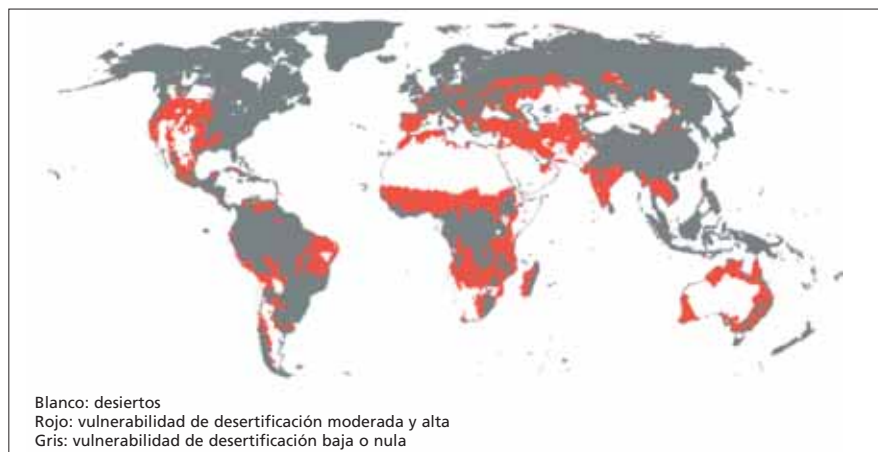 Blanco: desiertos
Rojo: vulnerabilidad de desertificación moderada y alta
Gris: vulnerabilidad de desertificación baja o nula